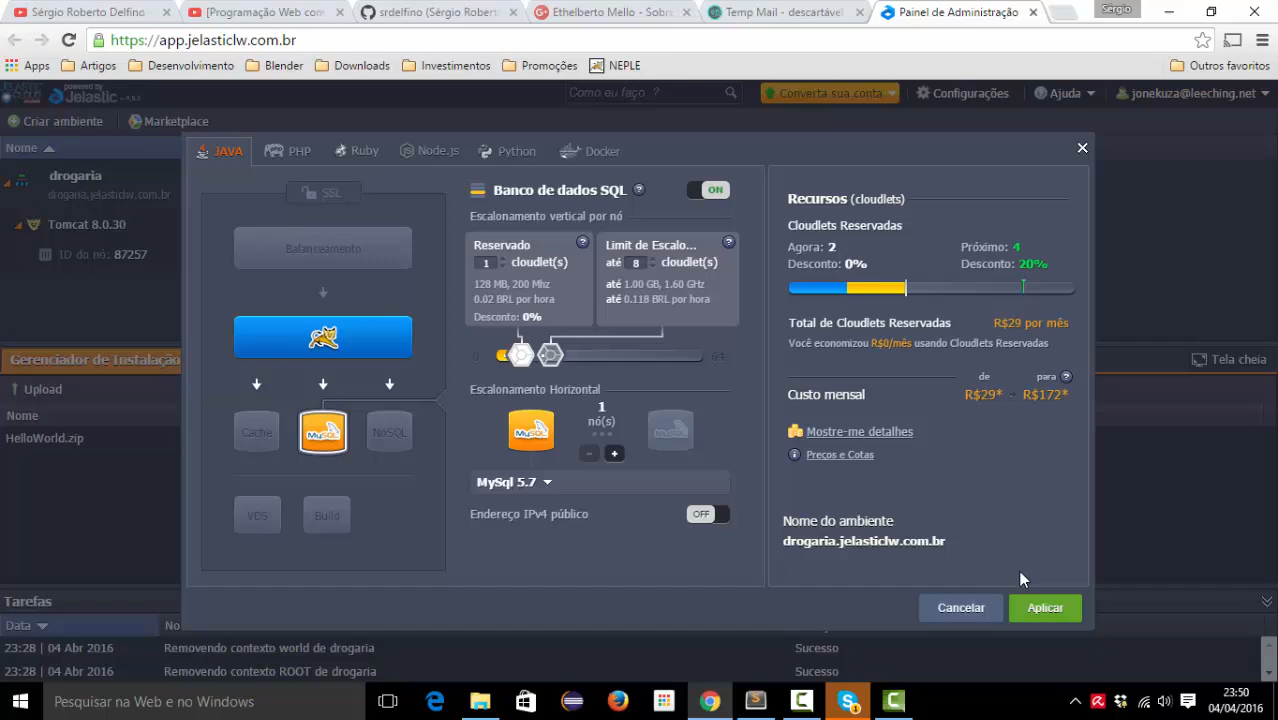 Sérgio Roberto Delfino
[Programação Web com
srdelfino (Sérgio Robert
Ethelberto Mello - Sobre
Temp Mail - descartável
Painel de Administração
Sérgio
https://app.jelasticlw.com.br
Apps
Artigos
Desenvolvimento
Blender
Downloads
Investimentos
Promoções
NEPLE
Outros favoritos
powered by
Jelastic
Como eu faço ?
Converta sua conta
Configurações
Ajuda
jonekuza@leeching.net
Criar ambiente
Marketplace
Nome
drogaria
drogaria.jelasticlw.com.br
Tomcat 8.0.30
ID do nó: 87257
JAVA
PHP
Ruby
Node.js
Python
Docker
SSL
Balanceamento
Cache
MySQL
NoSQL
VDS
Build
Banco de dados SQL
ON
Escalonamento vertical por nó
Reservado
1 cloudlet(s)
128 MB, 200 Mhz
0.02 BRL por hora
Desconto: 0%
Limit de Escalo...
até 8 cloudlet(s)
até 1.00 GB, 1.60 GHz
até 0.118 BRL por hora
0
64
Escalonamento Horizontal
MySQL
1
nó(s)
MySQL
MySql 5.7
Endereço IPv4 público
OFF
Recursos (cloudlets)
Cloudlets Reservadas
Agora: 2
Próximo: 4
Desconto: 0%
Desconto: 20%
Total de Cloudlets Reservadas
R$29 por mês
Você economizou R$0/mês usando Cloudlets Reservadas
de
para
Custo mensal
R$29* - R$172*
Mostre-me detalhes
Preços e Cotas
Nome do ambiente
drogaria.jelasticlw.com.br
Cancelar
Aplicar
Gerenciador de Instalação
Tela cheia
Upload
Nome
HelloWorld.zip
Tarefas
Data
No
23:28 | 04 Abr 2016
Removendo contexto world de drogaria
Sucesso
23:28 | 04 Abr 2016
Removendo contexto ROOT de drogaria
Sucesso
Pesquisar na Web e no Windows
23:50
04/04/2016